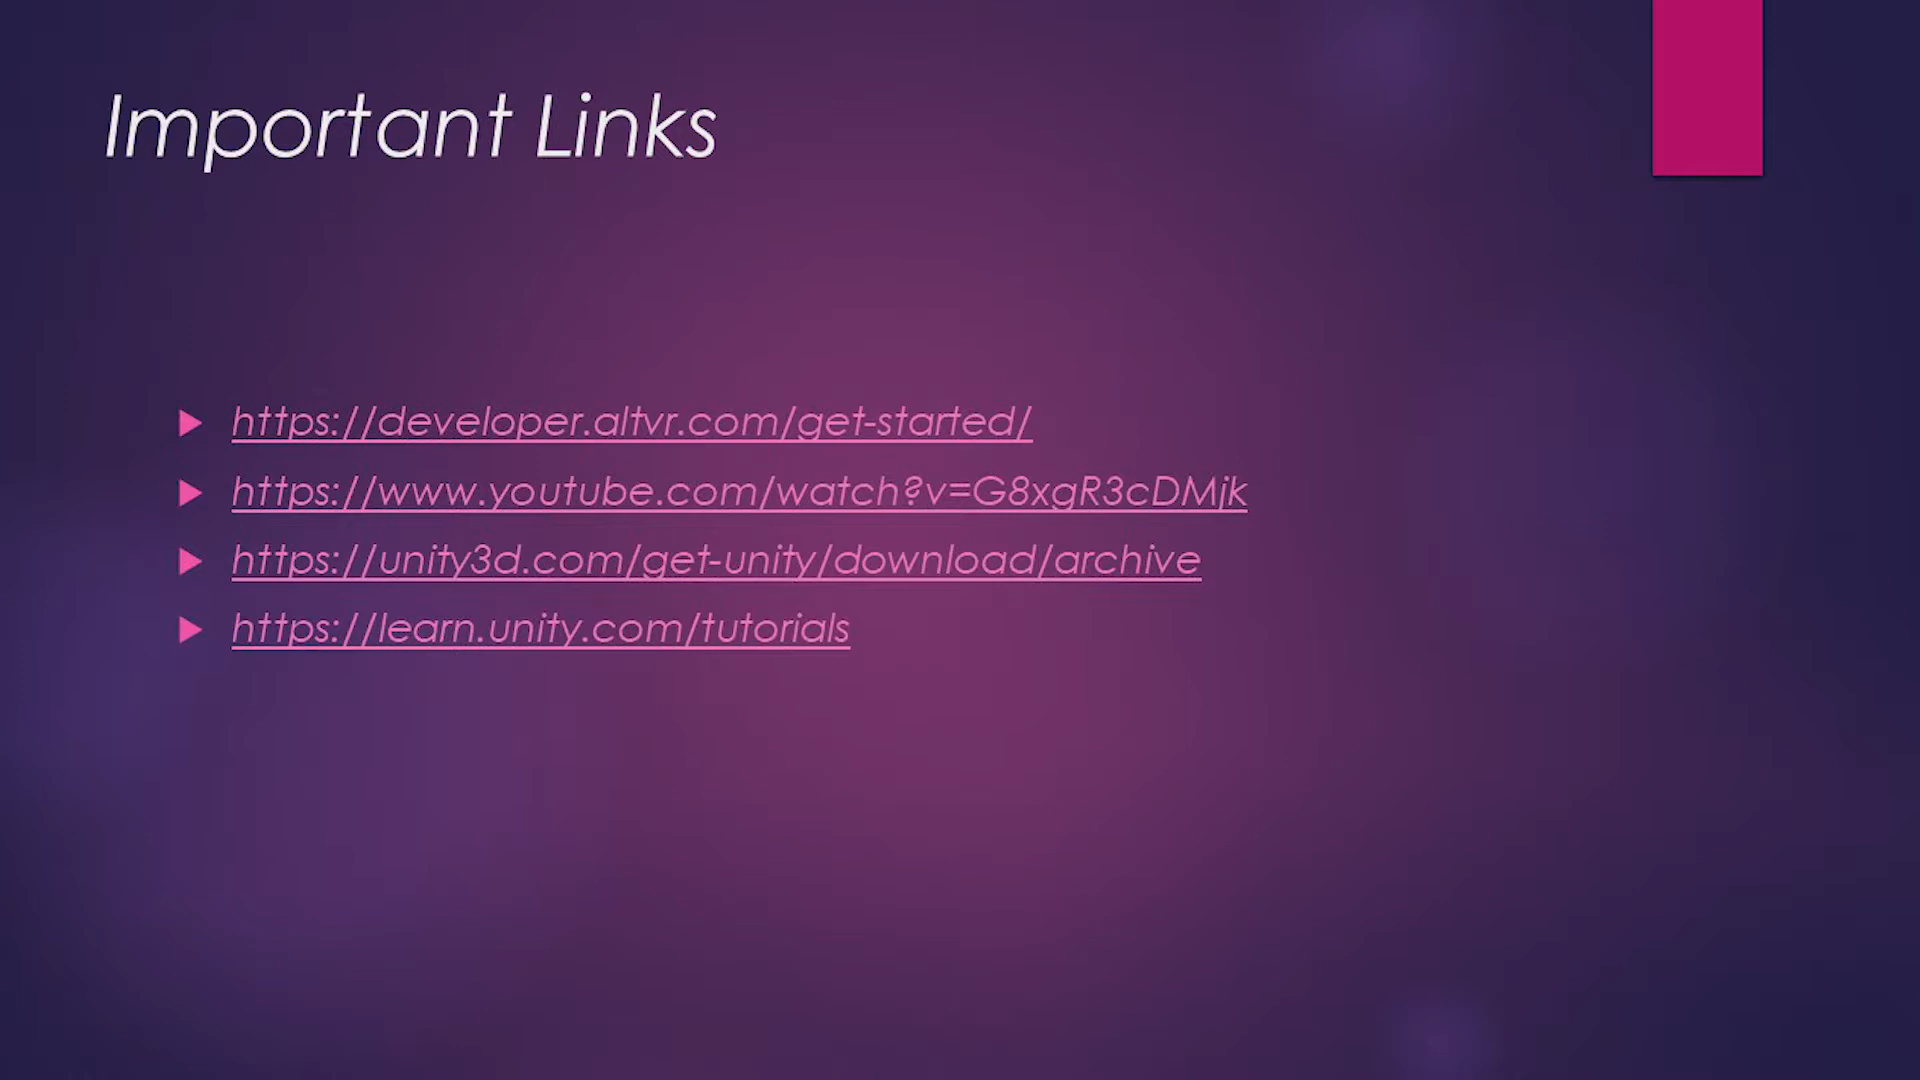 Important Links
https://developer.altvr.com/get-started/
https://www.youtube.com/watch?v=G8xgR3cDMjk
https://unity3d.com/get-unity/download/archive
https://learn.unity.com/tutorials